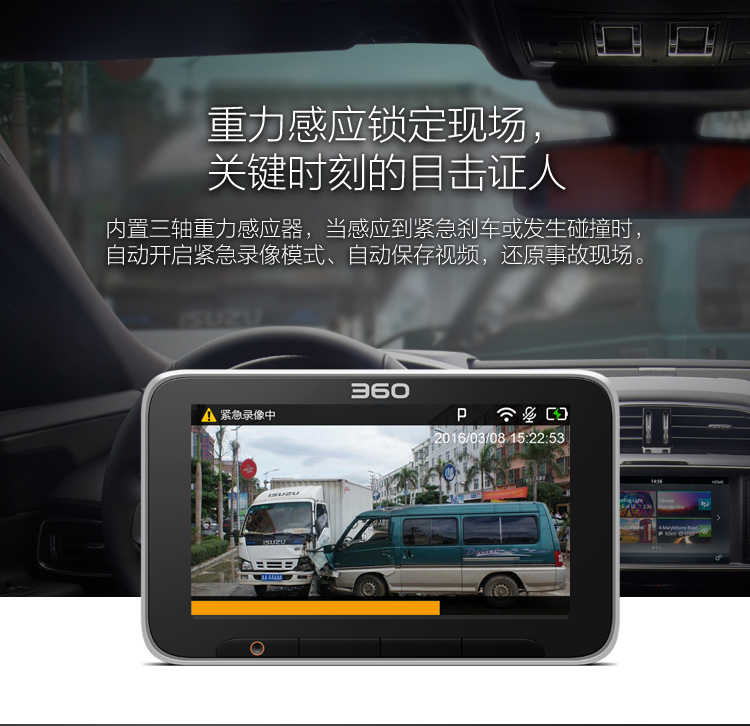 重力感应锁定现场，
关键时刻的目击证人
内置三轴重力感应器，当感应到紧急刹车或发生碰撞时，
自动开启紧急录像模式、自动保存视频，还原事故现场。
ISUZU
360
紧急录像中 P
2016/03/08 15:22:53
ISUZU
ISUZU
14:56 HOME